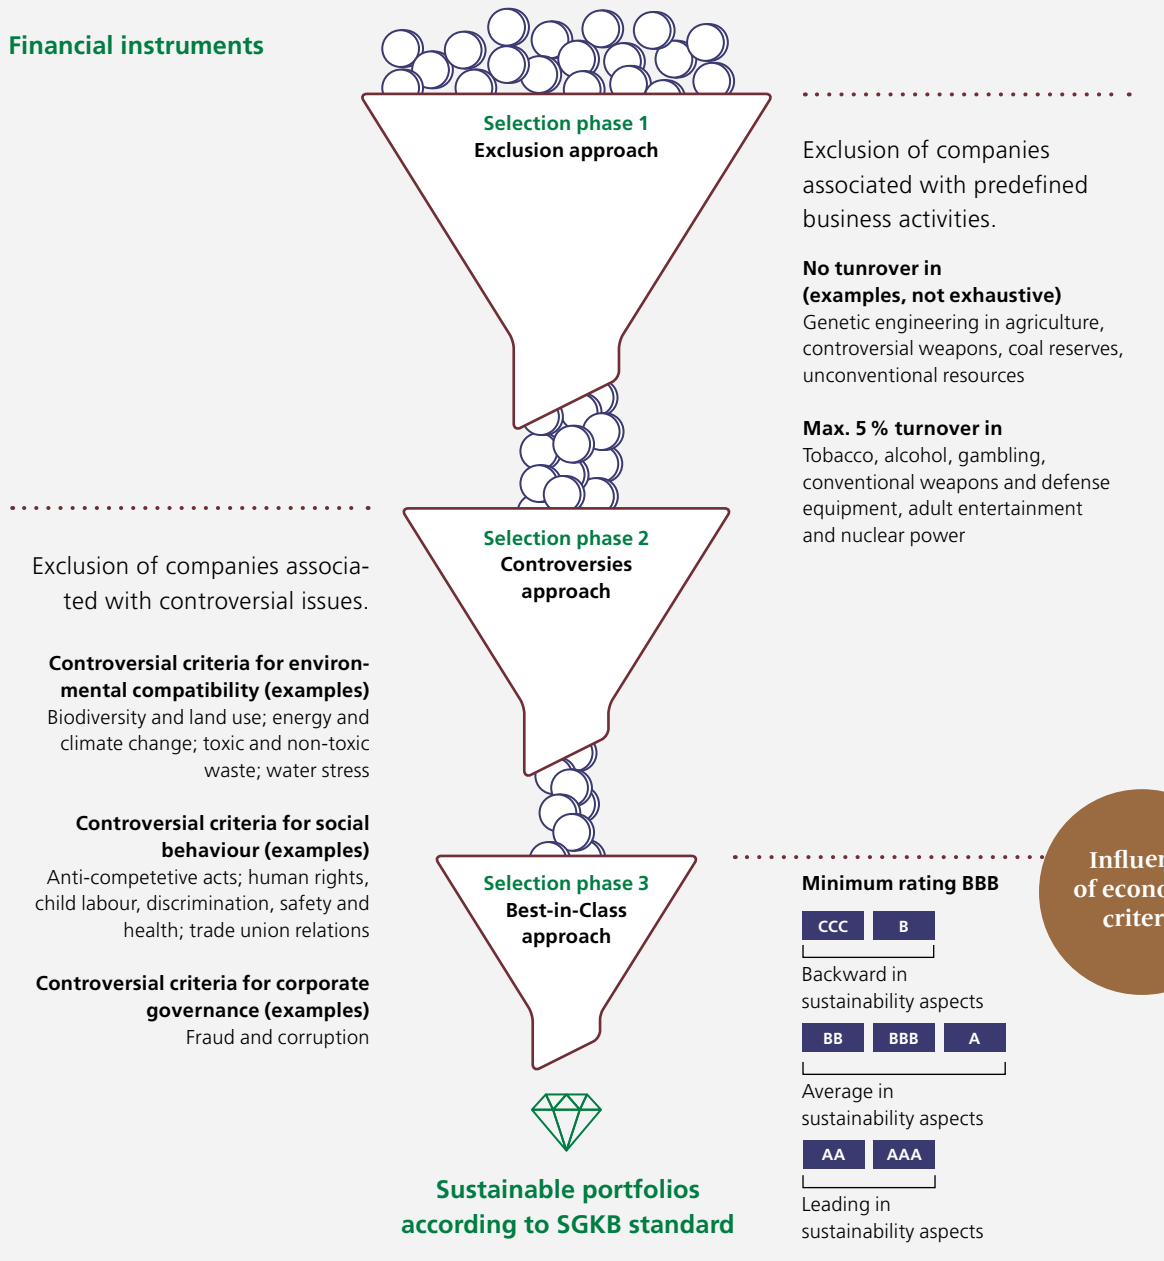 Financial instruments
Selection phase 1
Exclusion approach
Exclusion of companies
associated with predefined
business activities.
No tunrover in
(examples, not exhaustive)
Genetic engineering in agriculture,
controversial weapons, coal reserves,
unconventional resources
Max. 5 % turnover in
Tobacco, alcohol, gambling,
conventional weapons and defense
equipment, adult entertainment
and nuclear power
Selection phase 2
Controversies
approach
Exclusion of companies associa-
ted with controversial issues.
Controversial criteria for environ-
mental compatibility (examples)
Biodiversity and land use; energy and
climate change; toxic and non-toxic
waste; water stress
Controversial criteria for social
behaviour (examples)
Anti-competetive acts; human rights,
child labour, discrimination, safety and
health; trade union relations
Controversial criteria for corporate
governance (examples)
Fraud and corruption
Selection phase 3
Best-in-Class
approach
Minimum rating BBB
CCC B
Backward in
sustainability aspects
BB BBB A
Average in
sustainability aspects
AA AAA
Leading in
sustainability aspects
of
Sustainable portfolios
according to SGKB standard